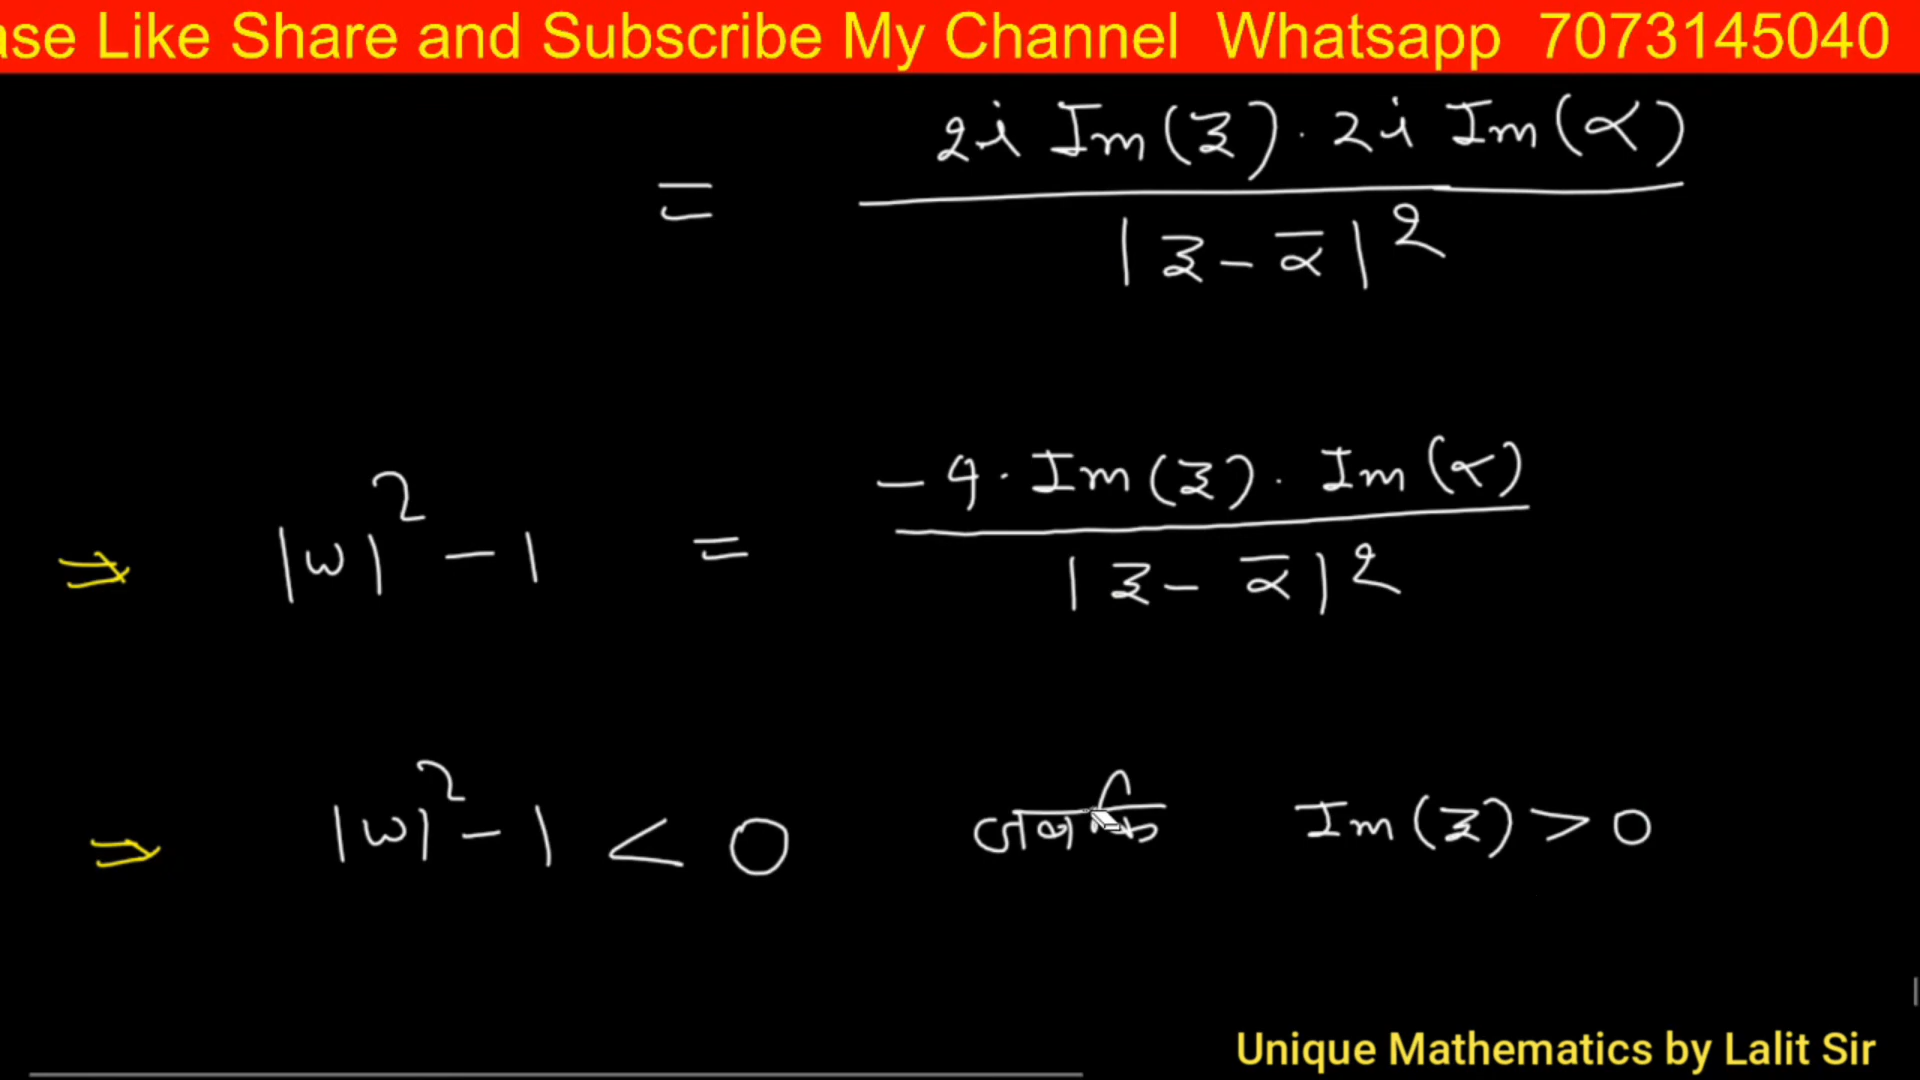 ase Like Share and Subscribe My Channel Whatsapp 7073145040
= 2i Im(z) · 2i Im(α) / |z - ᾱ|²
⇒ |w|² - 1 = -4 · Im(z) · Im(α) / |z - ᾱ|²
⇒ |w|² - 1 < 0 जबकि Im(z) > 0
Unique Mathematics by Lalit Sir